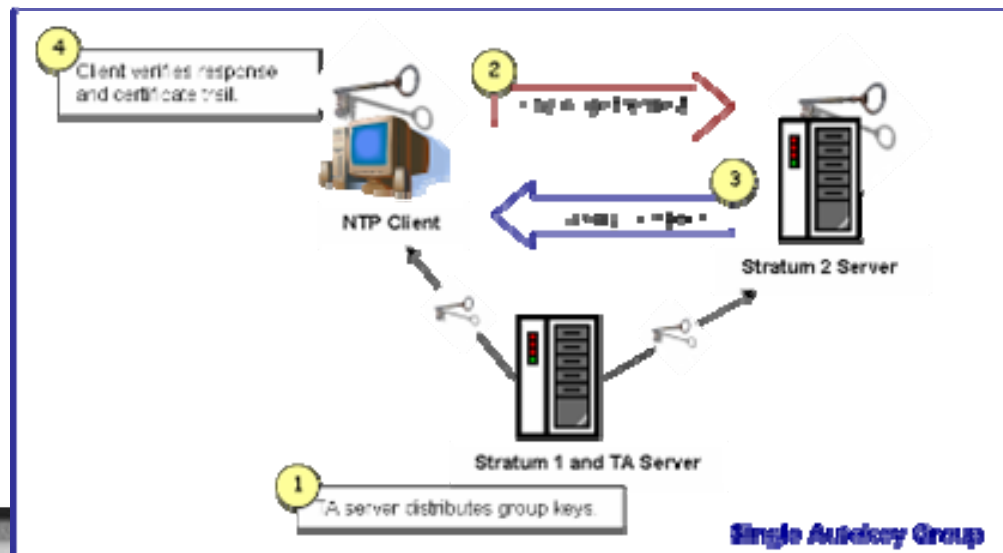 4
Client verifies response
and certificate trail.
2
3
NTP Client
Stratum 2 Server
Stratum 1 and TA Server
1
TA server distributes group keys.
Single Autokey Group